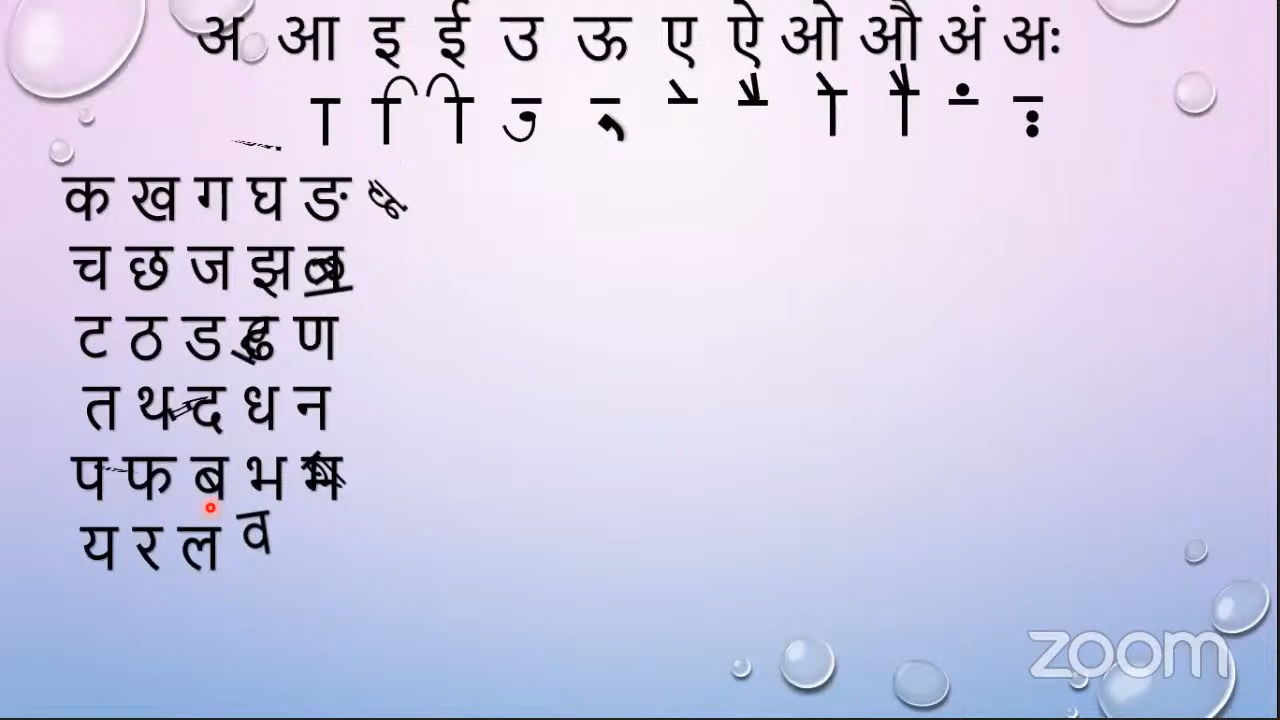 अ आ इ ई उ ऊ ए ऐ ओ औ अं अः
ा ि ी ु ू े ै ो ौ ं ः
क ख ग घ ङ
च छ ज झ
ट ठ ड ढ ण
त थ द ध न
प फ ब भ म
य र ल व
zoom